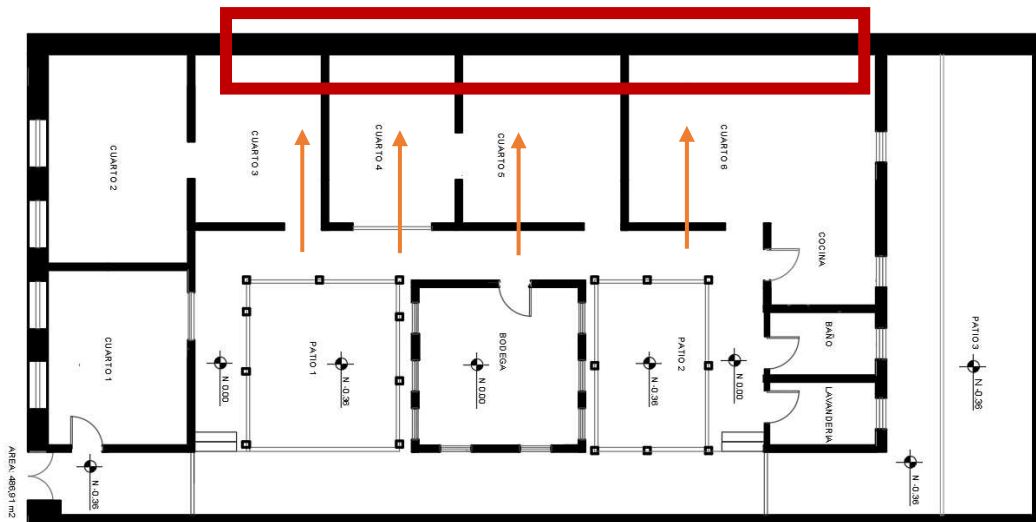 CUARTO 2
CUARTO 3
CUARTO 4
CUARTO 5
CUARTO 6
COCINA
CUARTO 1
N 0.00
PATIO 1
N -0.36
BODEGA
N 0.00
PATIO 2
N -0.36
N 0.00
BAÑO
LAVANDERIA
PATIO 3
N -0.36
N -0.36
N -0.36
AREA: 486,91 m2